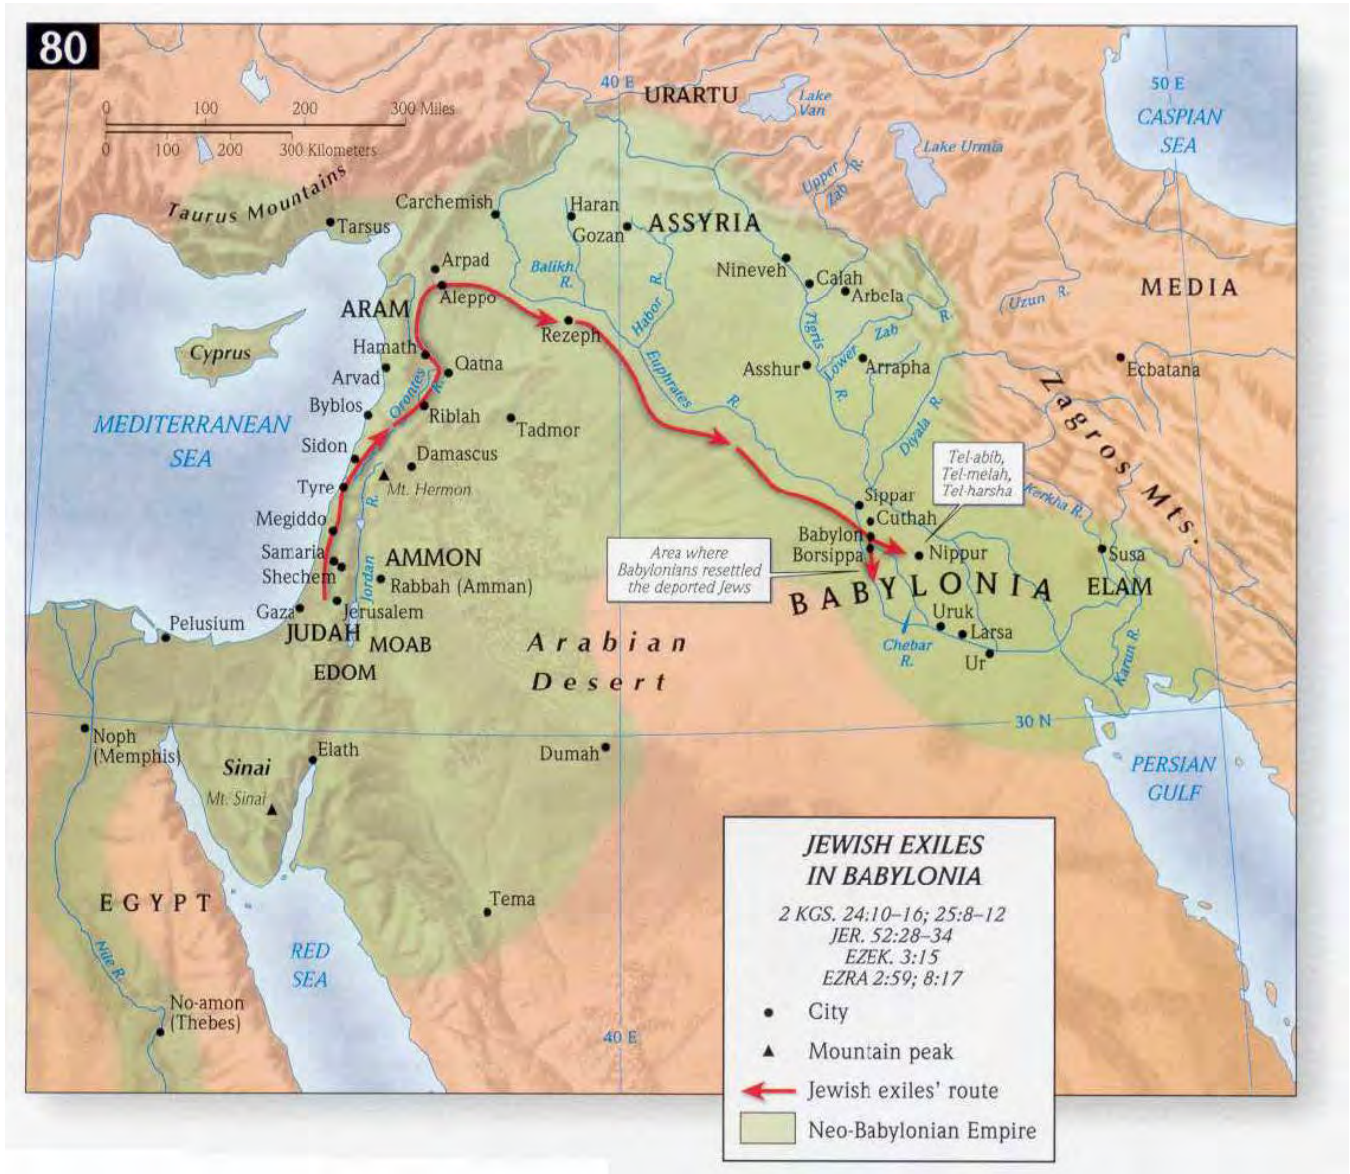 80
0 100 200 300 Miles
0 100 200 300 Kilometers
40 E
50 E
URARTU
Lake
Van
Lake Urmia
CASPIAN
SEA
Upper
Zab R.
Taurus Mountains
Tarsus
Carchemish
Haran
Gozan
ASSYRIA
Nineveh
Calah
Arbela
Balikh
R.
Habor R.
Arpad
Aleppo
ARAM
Rezeph
Tigris
R.
Lower Zab
R.
Uzun R.
MEDIA
Cyprus
Hamath
Qatna
Arvad
Orontes
R.
Byblos
Riblah
Tadmor
Euphrates
R.
Asshur
Arrapha
Ecbatana
Diyala R.
Zagros Mts.
MEDITERRANEAN
SEA
Sidon
Damascus
Tyre
Mt. Hermon
R.
Megiddo
Samaria
Shechem
AMMON
Jordan
Rabbah (Amman)
Tel-abib,
Tel-melah,
Tel-harsha
Kerkha R.
Sippar
Cuthah
Babylon
Borsippa
Nippur
Susa
ELAM
Area where
Babylonians resettled
the deported Jews
BABYLONIA
Uruk
Larsa
Ur
Chebar
R.
Karun R.
Pelusium
Gaza
Jerusalem
JUDAH
MOAB
EDOM
Arabian
Desert
30 N
Noph
(Memphis)
Elath
Sinai
Mt. Sinai
Dumah
PERSIAN
GULF
EGYPT
Tema
Nile R.
RED
SEA
No-amon
(Thebes)
40 E
JEWISH EXILES
IN BABYLONIA
2 KGS. 24:10–16; 25:8–12
JER. 52:28–34
EZEK. 3:15
EZRA 2:59; 8:17
City
Mountain peak
Jewish exiles' route
Neo-Babylonian Empire